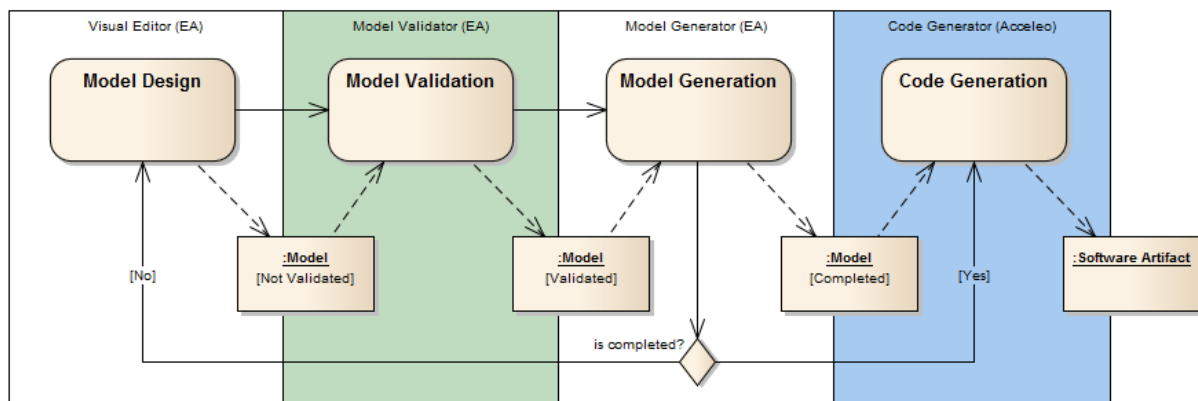 Visual Editor (EA)
Model Validator (EA)
Model Generator (EA)
Code Generator (Acceleo)
Model Design
Model Validation
Model Generation
Code Generation
:Model
[Not Validated]
:Model
[Validated]
:Model
[Completed]
:Software Artifact
[No]
[Yes]
is completed?